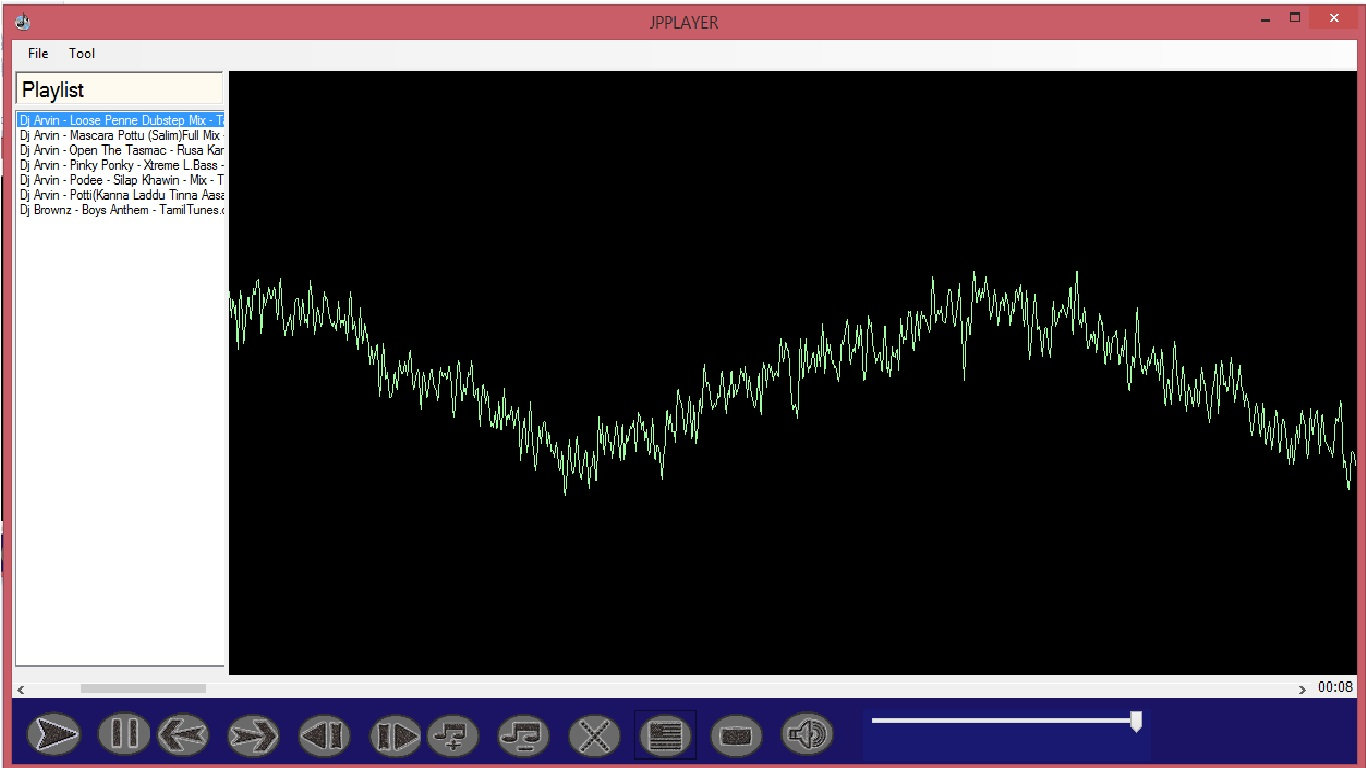 JPPLAYER
File Tool
Playlist
Dj Arvin - Loose Penne Dubstep Mix -
Dj Arvin - Mascara Pottu (Salim)Full Mix -
Dj Arvin - Open The Tasmac - Rusa
Dj Arvin - Pinky Ponky - Xtreme L.Bass -
Dj Arvin - Podee - Silap Khawin - Mix - T
Dj Arvin - Potti(Kanna Laddu Tinna Aasa
Dj Brownz - Boys Anthem - TamilTunes.c
00:08